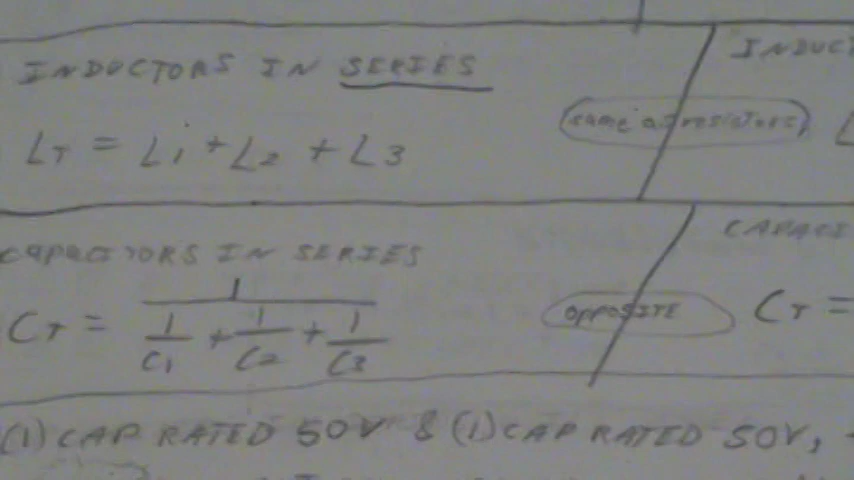 INDUCTORS IN SERIES
LT = L1 + L2 + L3
(same as resistors)
INDUCT
L
CAPACITORS IN SERIES
CT = 1 / (1/C1 + 1/C2 + 1/C3)
OPPOSITE
CAPACI
CT =
(1) CAP RATED 50V & (1) CAP RATED 50V,